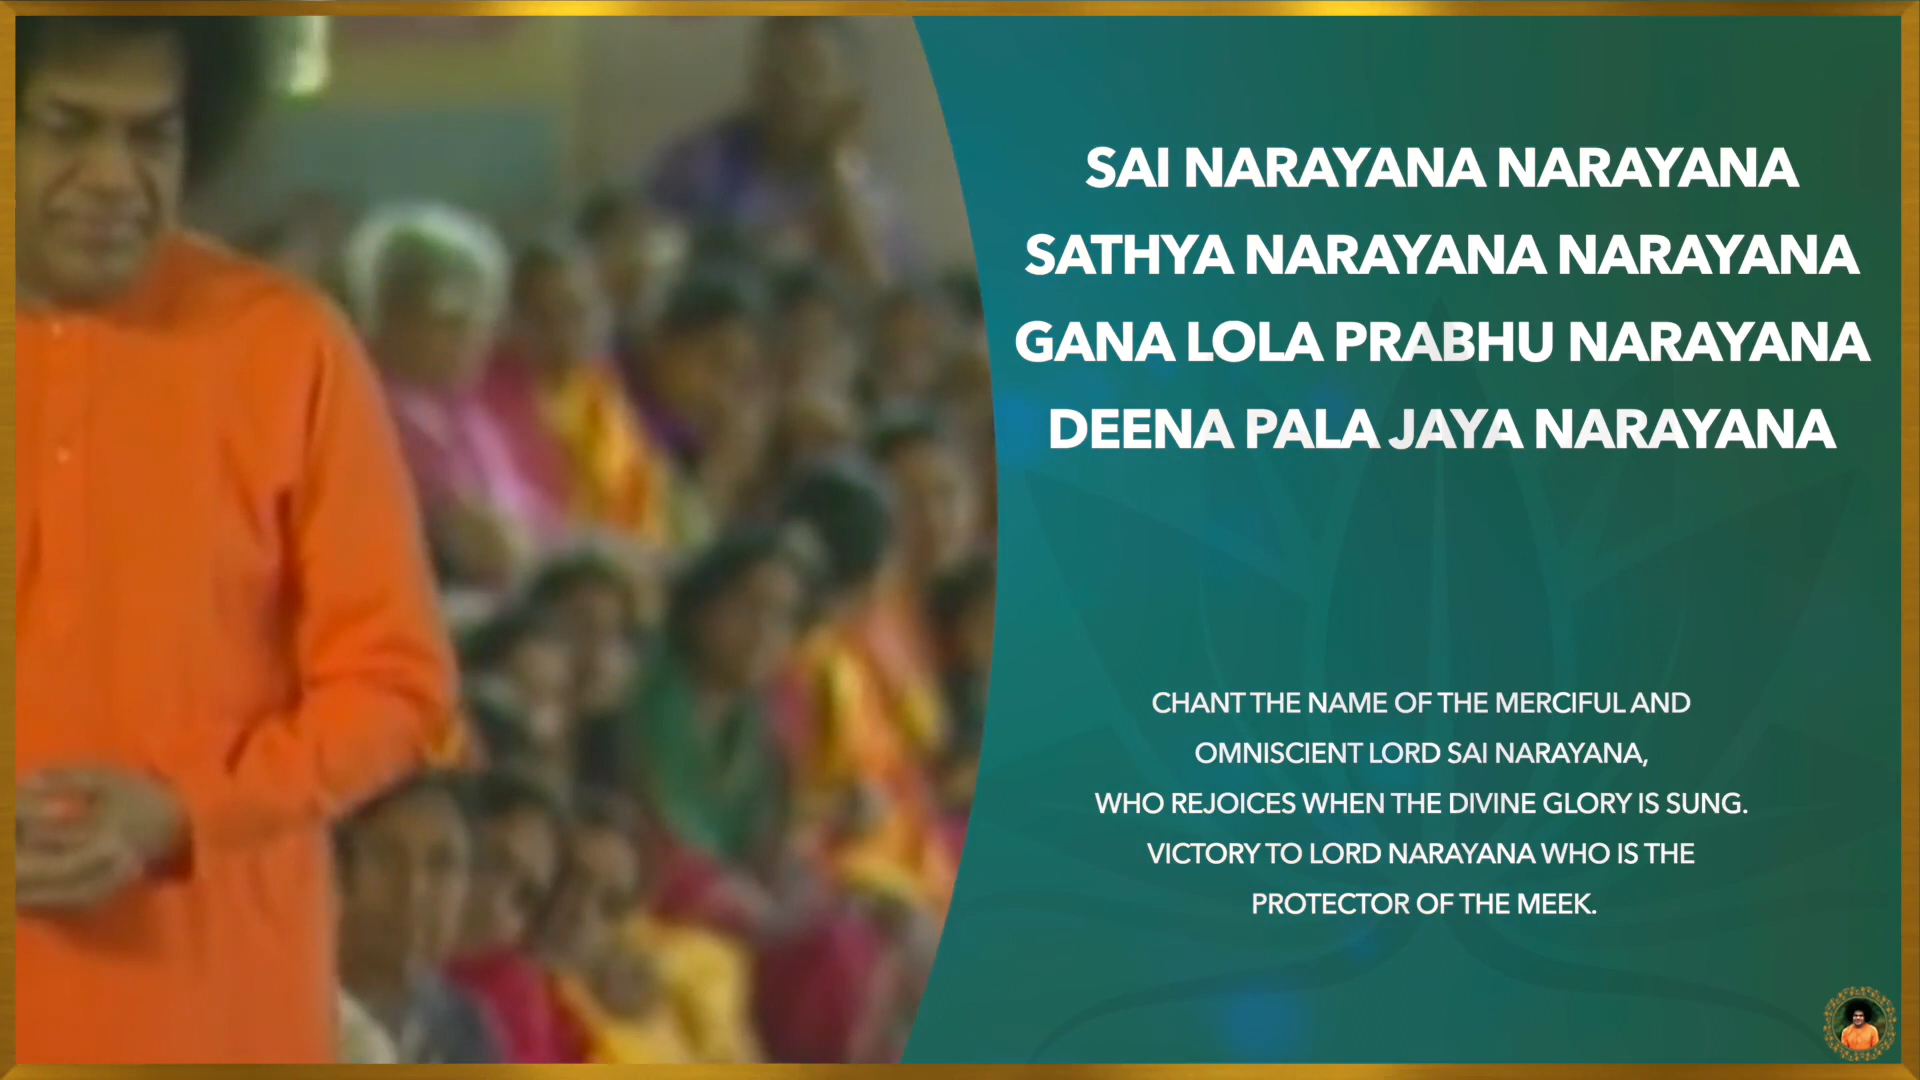 SAI NARAYANA NARAYANA
SATHYA NARAYANA NARAYANA
GANA LOLA PRABHU NARAYANA
DEENA PALA JAYA NARAYANA
CHANT THE NAME OF THE MERCIFUL AND
OMNISCIENT LORD SAI NARAYANA,
WHO REJOICES WHEN THE DIVINE GLORY IS SUNG.
VICTORY TO LORD NARAYANA WHO IS THE
PROTECTOR OF THE MEEK.